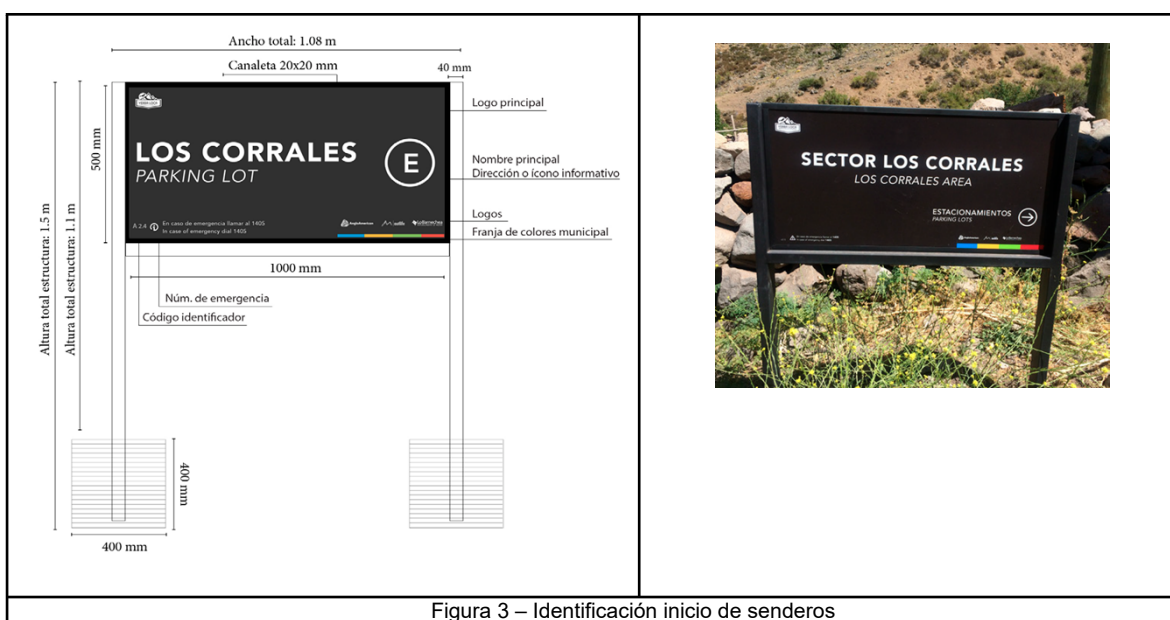 Ancho total: 1.08 m
Canaleta 20x20 mm
40 mm
Altura total estructura: 1.5 m
Altura total estructura: 1.1 m
500 mm
LOS CORRALES
PARKING LOT
E
A 2.4
En caso de emergencia llamar al 1405
In case of emergency dial 1405
Logo principal
Nombre principal
Dirección o ícono informativo
Logos
Franja de colores municipal
1000 mm
Núm. de emergencia
Código identificador
400 mm
400 mm
SECTOR LOS CORRALES
LOS CORRALES AREA
ESTACIONAMIENTOS
PARKING LOTS
Figura 3 – Identificación inicio de senderos